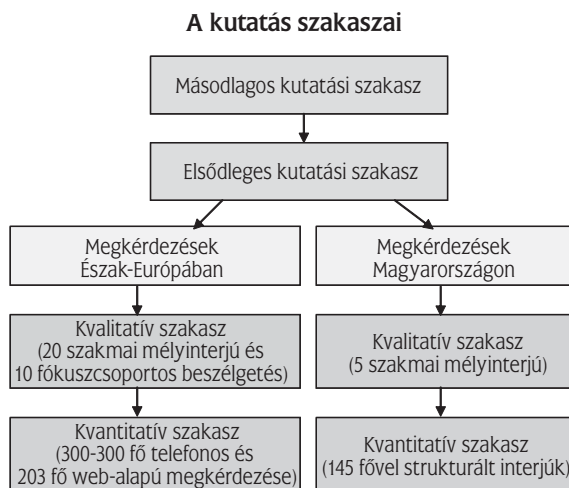 A kutatás szakaszai
Másodlagos kutatási szakasz
Elsődleges kutatási szakasz
Megkérdezések
Észak-Európában
Megkérdezések
Magyarországon
Kvalitatív szakasz
(20 szakmai mélyinterjú és
10 fókuszcsoportos beszélgetés)
Kvalitatív szakasz
(5 szakmai mélyinterjú)
Kvantitatív szakasz
(300-300 fő telefonos és
203 fő web-alapú megkérdezése)
Kvantitatív szakasz
(145 fővel strukturált interjúk)